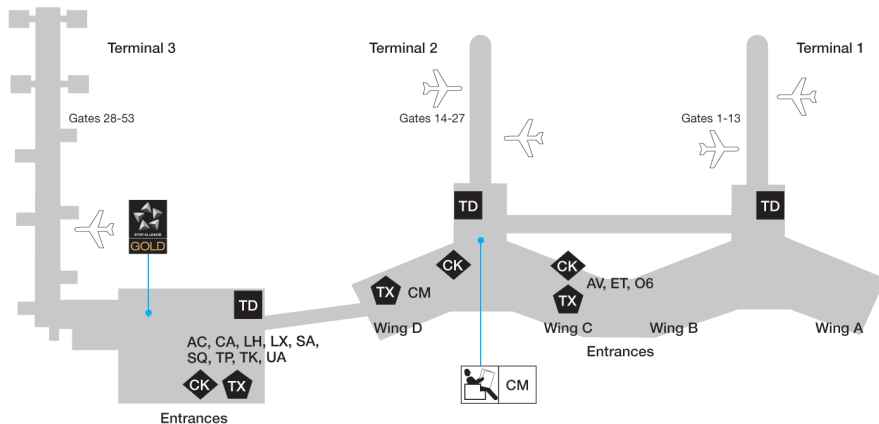 Terminal 3
Terminal 2
Terminal 1
Gates 28-53
Gates 14-27
Gates 1-13
STAR ALLIANCE
GOLD
TD
TD
TD
CK
CK
AV, ET, O6
TX
CM
TX
Wing D
Wing C
Wing B
Wing A
Entrances
AC, CA, LH, LX, SA,
SQ, TP, TK, UA
CK
TX
CM
Entrances